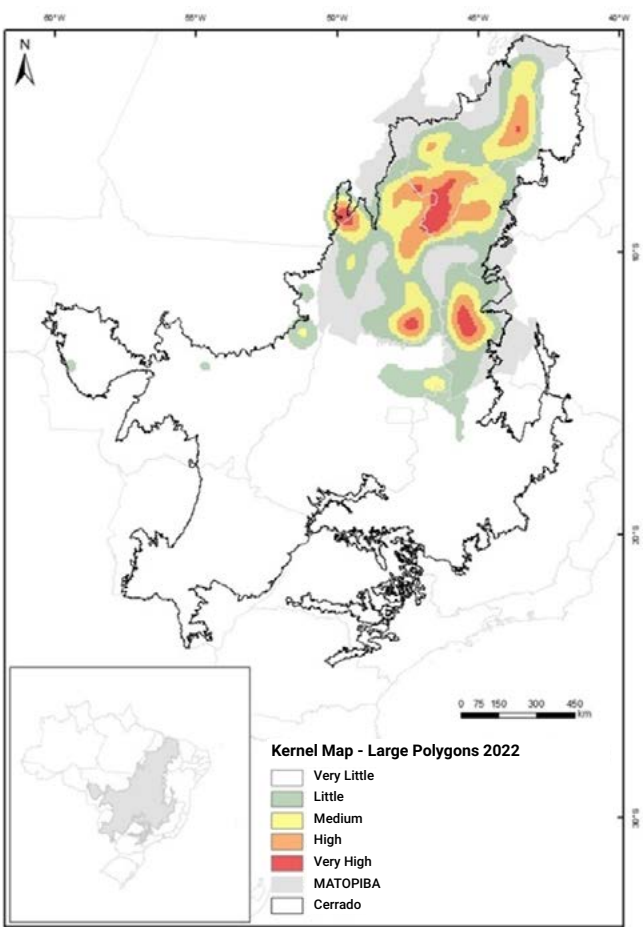 60°W 55°W 50°W 45°W 40°W
N
10°S
20°S
0 75 150 300 450
km
Kernel Map - Large Polygons 2022
Very Little
Little
Medium
High
Very High
MATOPIBA
Cerrado
30°S